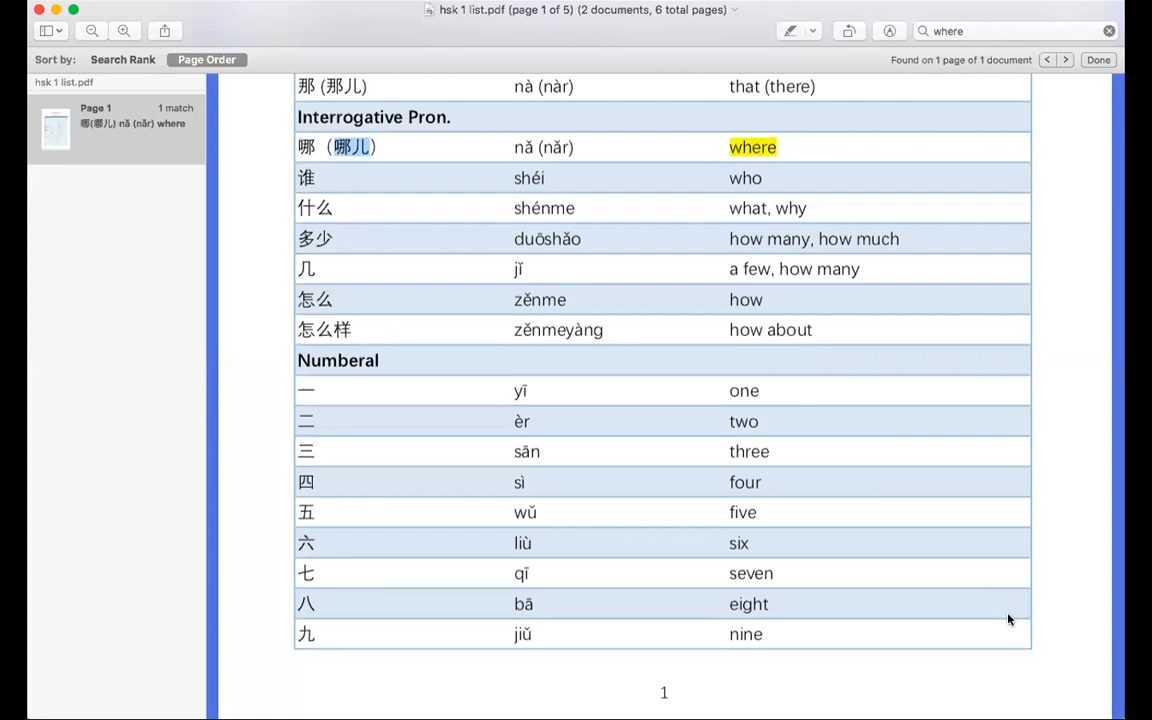 hsk 1 list.pdf (page 1 of 5) (2 documents, 6 total pages)
where
Sort by: Search Rank Page Order Found on 1 page of 1 document Done
hsk 1 list.pdf
Page 1 1 match
哪(哪儿) nǎ (nǎr) where
那 (那儿) nà (nàr) that (there)
Interrogative Pron.
哪（哪儿） nǎ (nǎr) where
谁 shéi who
什么 shénme what, why
多少 duōshǎo how many, how much
几 jǐ a few, how many
怎么 zěnme how
怎么样 zěnmeyàng how about
Numberal
一 yī one
二 èr two
三 sān three
四 sì four
五 wǔ five
六 liù six
七 qī seven
八 bā eight
九 jiǔ nine
1